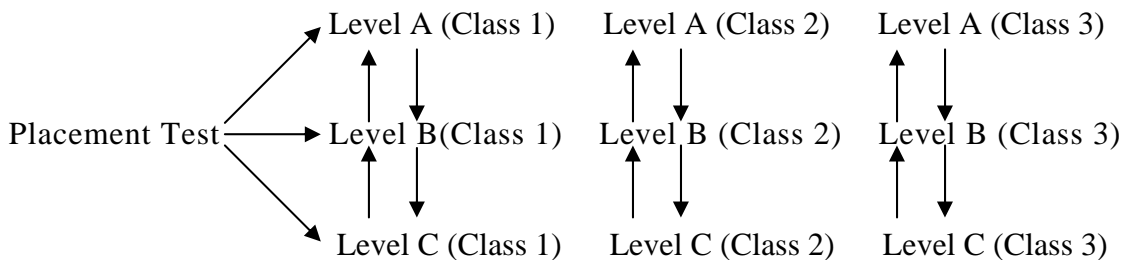 Level A (Class 1) Level A (Class 2) Level A (Class 3)
Placement Test Level B(Class 1) Level B (Class 2) Level B (Class 3)
Level C (Class 1) Level C (Class 2) Level C (Class 3)